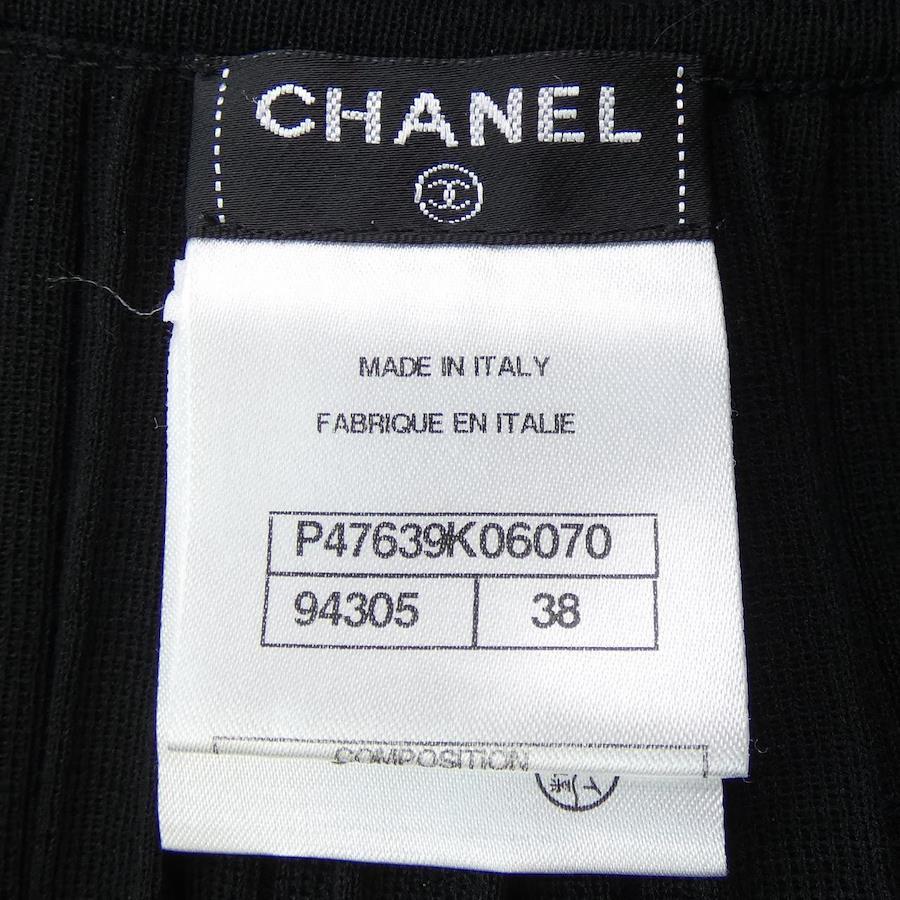 CHANEL
MADE IN ITALY
FABRIQUE EN ITALIE
P47639K06070
94305 38
COMPOSITION